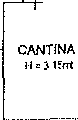 CANTINA
H = 3.15mt